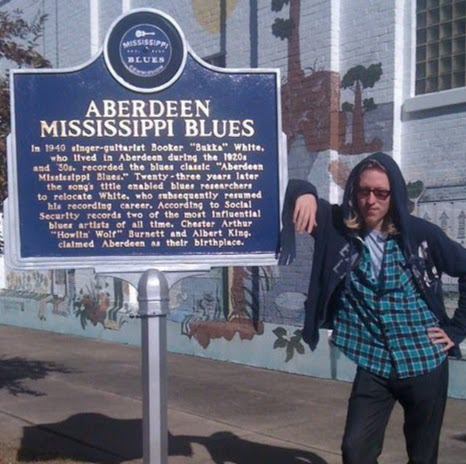 MISSISSIPPI
BLUES
ABERDEEN
MISSISSIPPI BLUES
In 1940 singer-guitarist Booker "Bukka" White,
who lived in Aberdeen during the 1920s
and '30s, recorded the blues classic "Aberdeen
Mississippi Blues." Twenty-three years later
the song's title enabled blues researchers
to relocate White, who subsequently resumed
his recording career. According to Social
Security records two of the most influential
blues artists of all time, Chester Arthur
"Howlin' Wolf" Burnett and Albert King,
claimed Aberdeen as their birthplace.